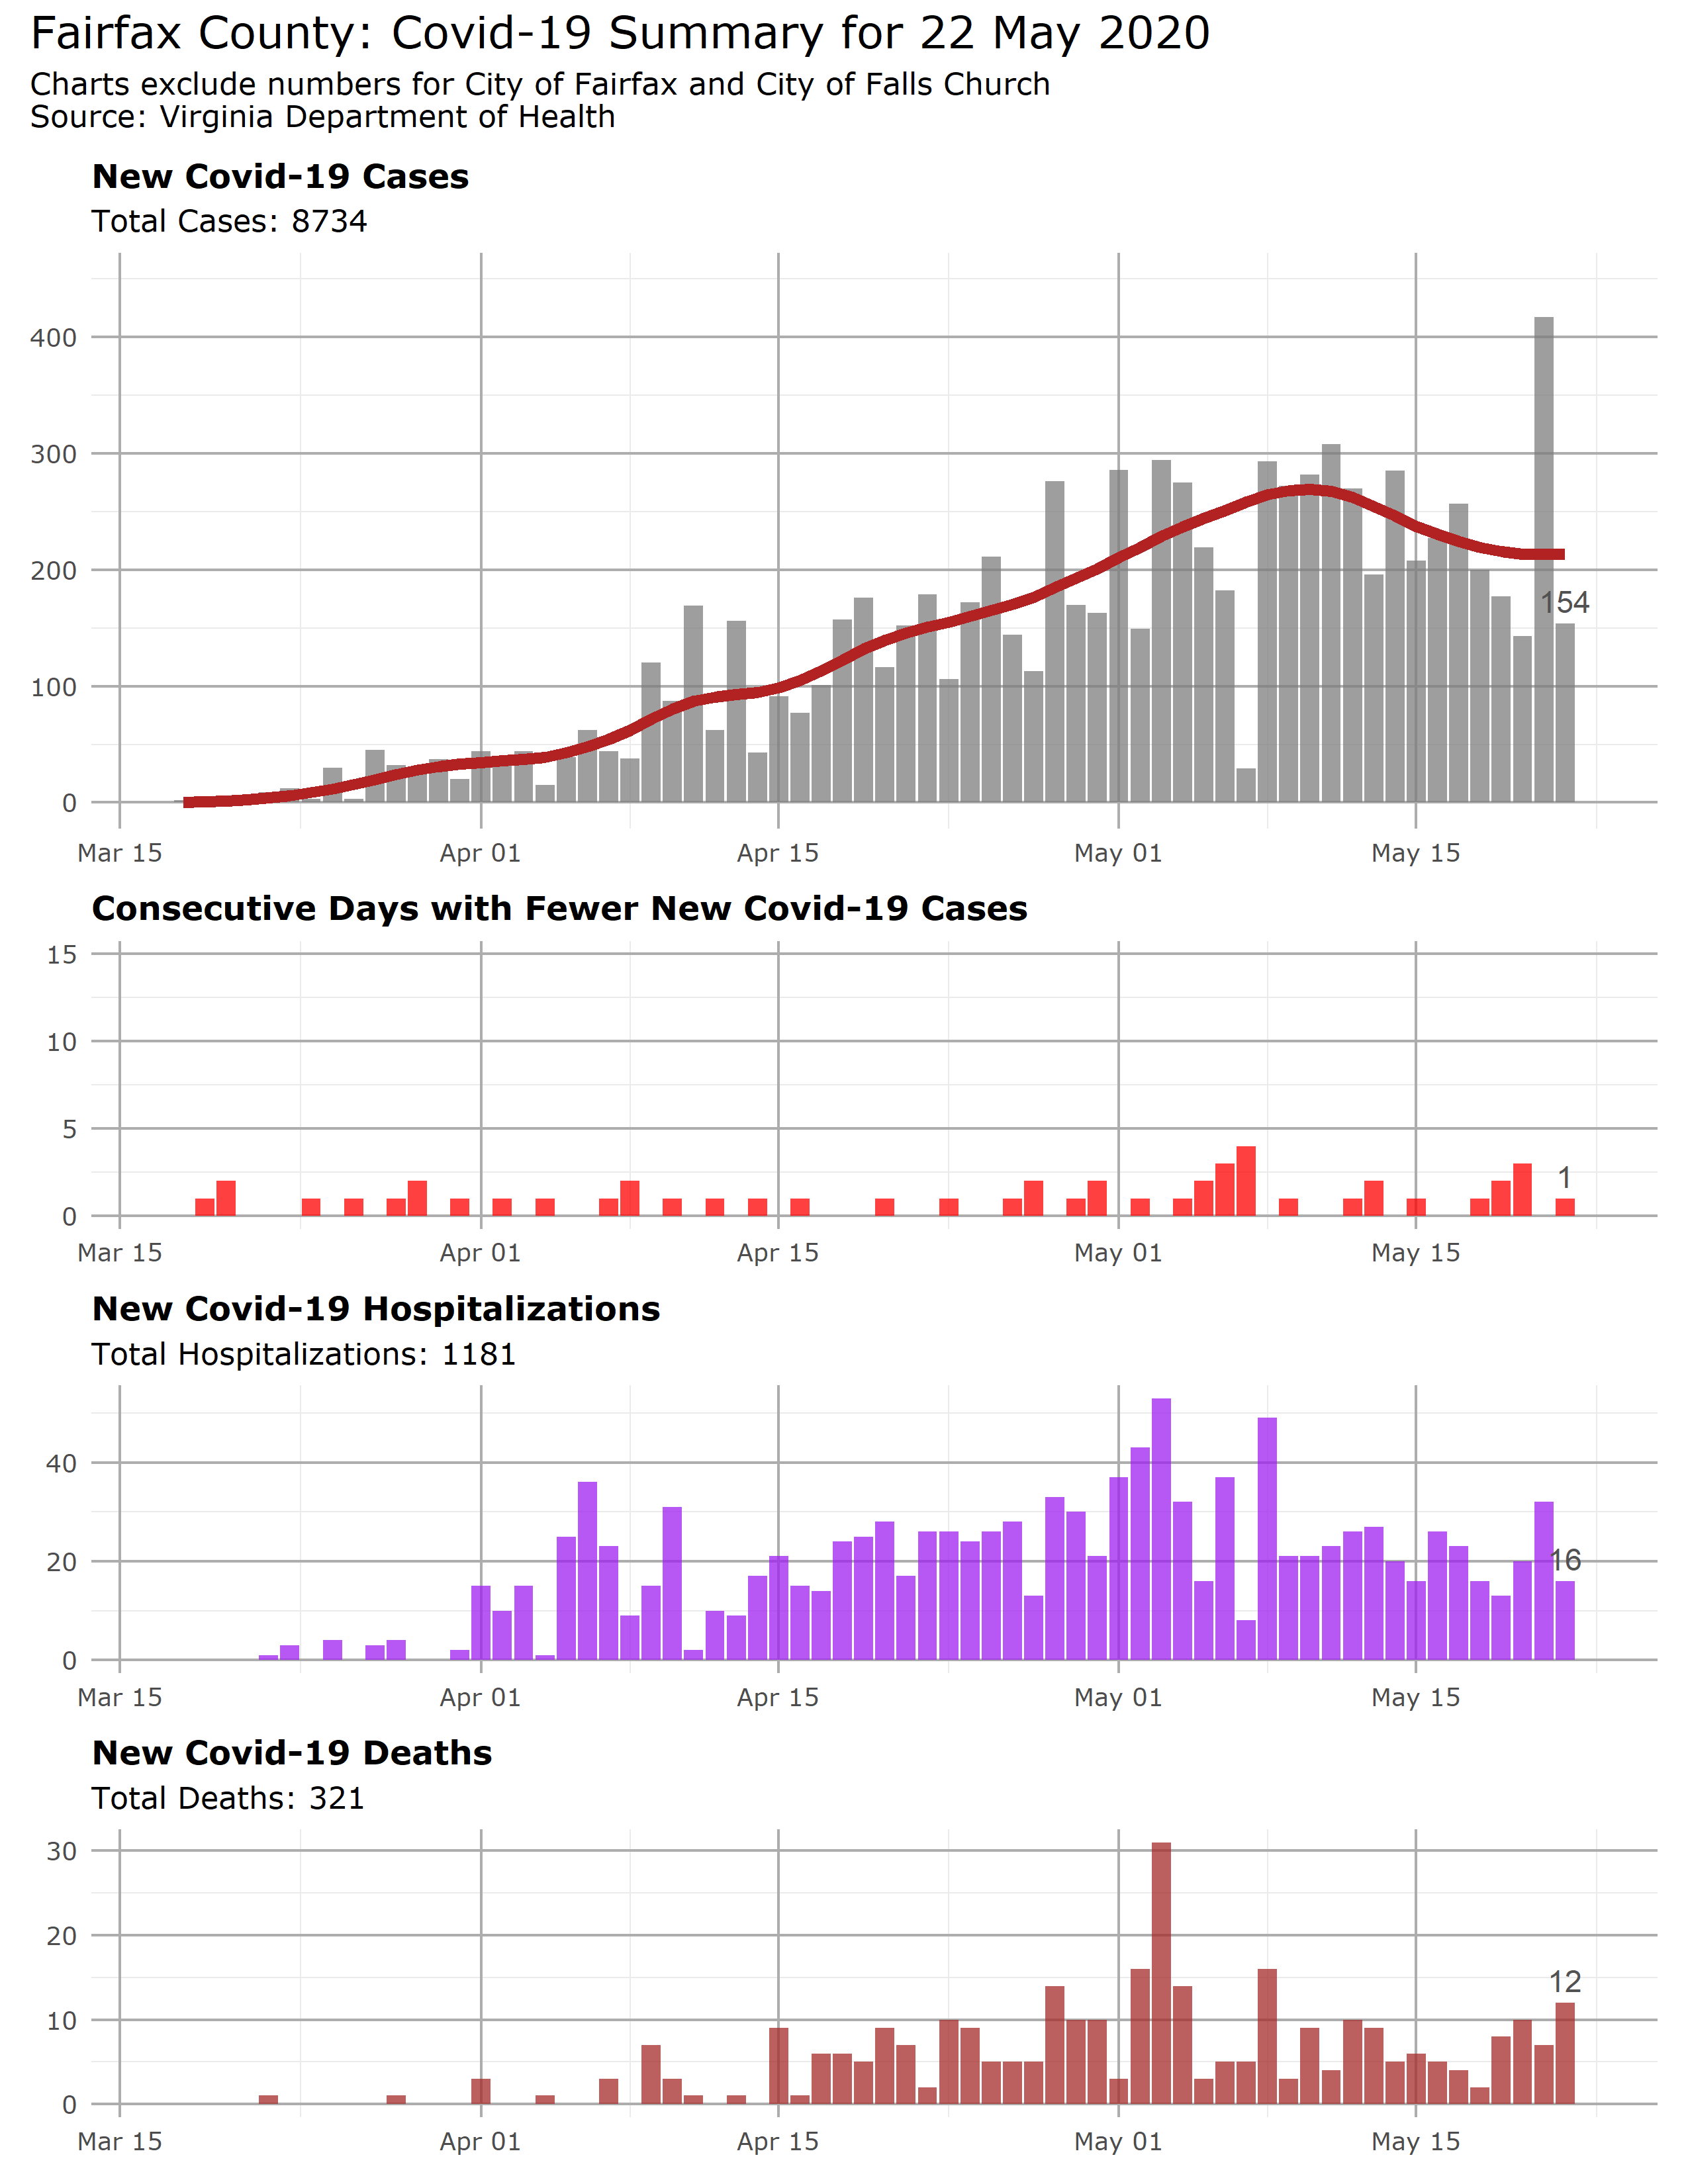 Fairfax County: Covid-19 Summary for 22 May 2020
Charts exclude numbers for City of Fairfax and City of Falls Church
Source: Virginia Department of Health
New Covid-19 Cases
Total Cases: 8734
400
300
200
100
0
154
Mar 15 Apr 01 Apr 15 May 01 May 15
Consecutive Days with Fewer New Covid-19 Cases
15
10
5
0
1
Mar 15 Apr 01 Apr 15 May 01 May 15
New Covid-19 Hospitalizations
Total Hospitalizations: 1181
40
20
0
16
Mar 15 Apr 01 Apr 15 May 01 May 15
New Covid-19 Deaths
Total Deaths: 321
30
20
10
0
12
Mar 15 Apr 01 Apr 15 May 01 May 15